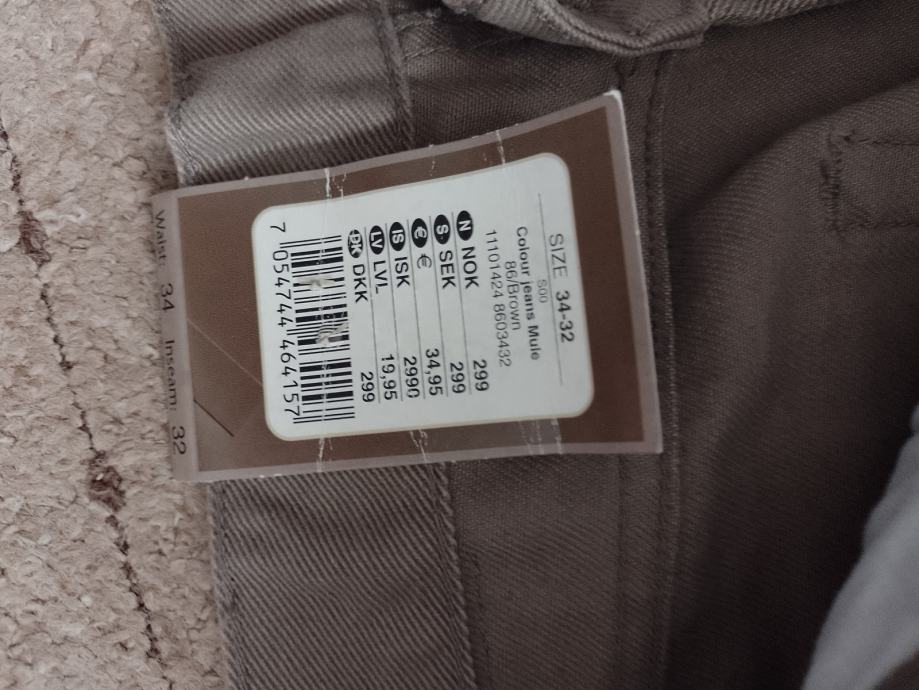 SIZE 34-32
S00
Colour jeans Mule
86/Brown
11101424 8603432
N NOK 299
S SEK 299
€ € 34,95
IS ISK 2990
LV LVL 19,95
DK DKK 299
7 054744 464157
Waist: 34 Inseam: 32